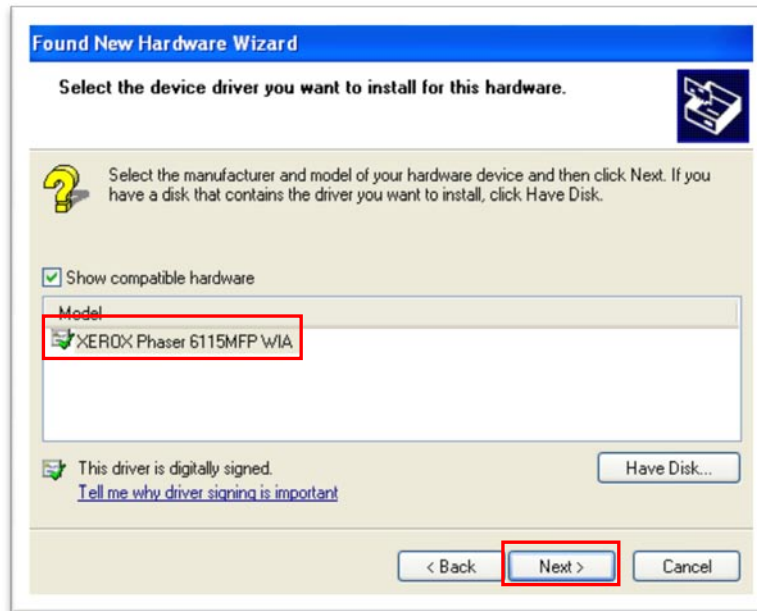 Found New Hardware Wizard
Select the device driver you want to install for this hardware.
Select the manufacturer and model of your hardware device and then click Next. If you
have a disk that contains the driver you want to install, click Have Disk.
Show compatible hardware
Model
XEROX Phaser 6115MFP WIA
This driver is digitally signed.
Have Disk...
Tell me why driver signing is important
< Back
Next >
Cancel